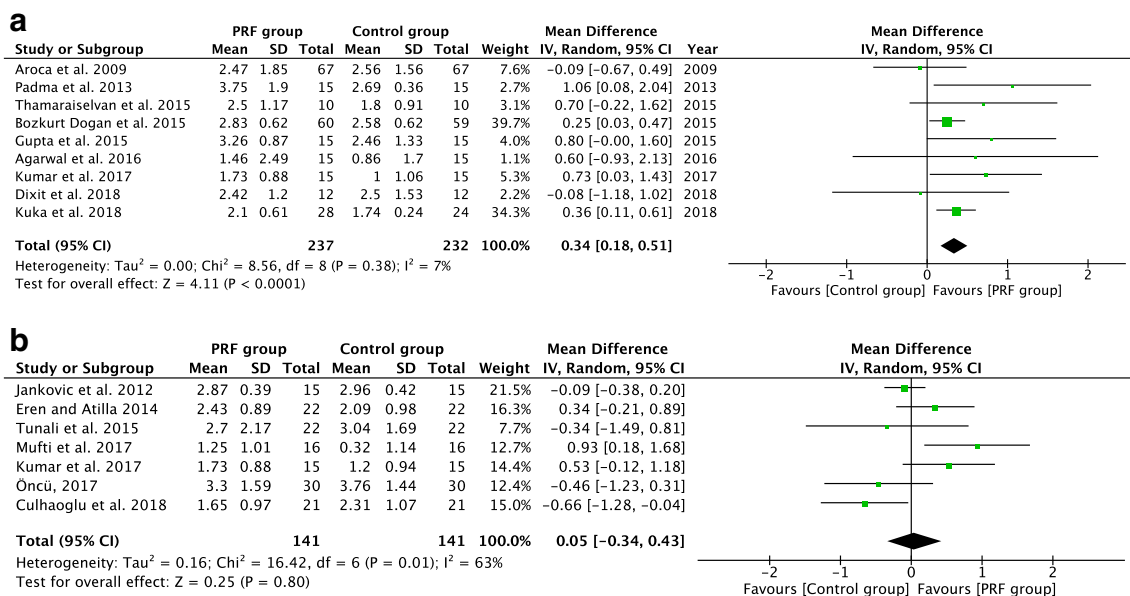 a
PRF group Control group Mean Difference Mean Difference
Study or Subgroup Mean SD Total Mean SD Total Weight IV, Random, 95% CI Year IV, Random, 95% CI
Aroca et al. 2009 2.47 1.85 67 2.56 1.56 67 7.6% −0.09 [−0.67, 0.49] 2009
Padma et al. 2013 3.75 1.9 15 2.69 0.36 15 2.7% 1.06 [0.08, 2.04] 2013
Thamaraiselvan et al. 2015 2.5 1.17 10 1.8 0.91 10 3.1% 0.70 [−0.22, 1.62] 2015
Bozkurt Dogan et al. 2015 2.83 0.62 60 2.58 0.62 59 39.7% 0.25 [0.03, 0.47] 2015
Gupta et al. 2015 3.26 0.87 15 2.46 1.33 15 4.0% 0.80 [−0.00, 1.60] 2015
Agarwal et al. 2016 1.46 2.49 15 0.86 1.7 15 1.1% 0.60 [−0.93, 2.13] 2016
Kumar et al. 2017 1.73 0.88 15 1 1.06 15 5.3% 0.73 [0.03, 1.43] 2017
Dixit et al. 2018 2.42 1.2 12 2.5 1.53 12 2.2% −0.08 [−1.18, 1.02] 2018
Kuka et al. 2018 2.1 0.61 28 1.74 0.24 24 34.3% 0.36 [0.11, 0.61] 2018
Total (95% CI) 237 232 100.0% 0.34 [0.18, 0.51]
Heterogeneity: Tau² = 0.00; Chi² = 8.56, df = 8 (P = 0.38); I² = 7%
Test for overall effect: Z = 4.11 (P < 0.0001)
−2 −1 0 1 2
Favours [Control group] Favours [PRF group]
b
PRF group Control group Mean Difference Mean Difference
Study or Subgroup Mean SD Total Mean SD Total Weight IV, Random, 95% CI IV, Random, 95% CI
Jankovic et al. 2012 2.87 0.39 15 2.96 0.42 15 21.5% −0.09 [−0.38, 0.20]
Eren and Atilla 2014 2.43 0.89 22 2.09 0.98 22 16.3% 0.34 [−0.21, 0.89]
Tunali et al. 2015 2.7 2.17 22 3.04 1.69 22 7.7% −0.34 [−1.49, 0.81]
Mufti et al. 2017 1.25 1.01 16 0.32 1.14 16 12.7% 0.93 [0.18, 1.68]
Kumar et al. 2017 1.73 0.88 15 1.2 0.94 15 14.4% 0.53 [−0.12, 1.18]
Öncü, 2017 3.3 1.59 30 3.76 1.44 30 12.4% −0.46 [−1.23, 0.31]
Culhaoglu et al. 2018 1.65 0.97 21 2.31 1.07 21 15.0% −0.66 [−1.28, −0.04]
Total (95% CI) 141 141 100.0% 0.05 [−0.34, 0.43]
Heterogeneity: Tau² = 0.16; Chi² = 16.42, df = 6 (P = 0.01); I² = 63%
Test for overall effect: Z = 0.25 (P = 0.80)
−2 −1 0 1 2
Favours [Control group] Favours [PRF group]